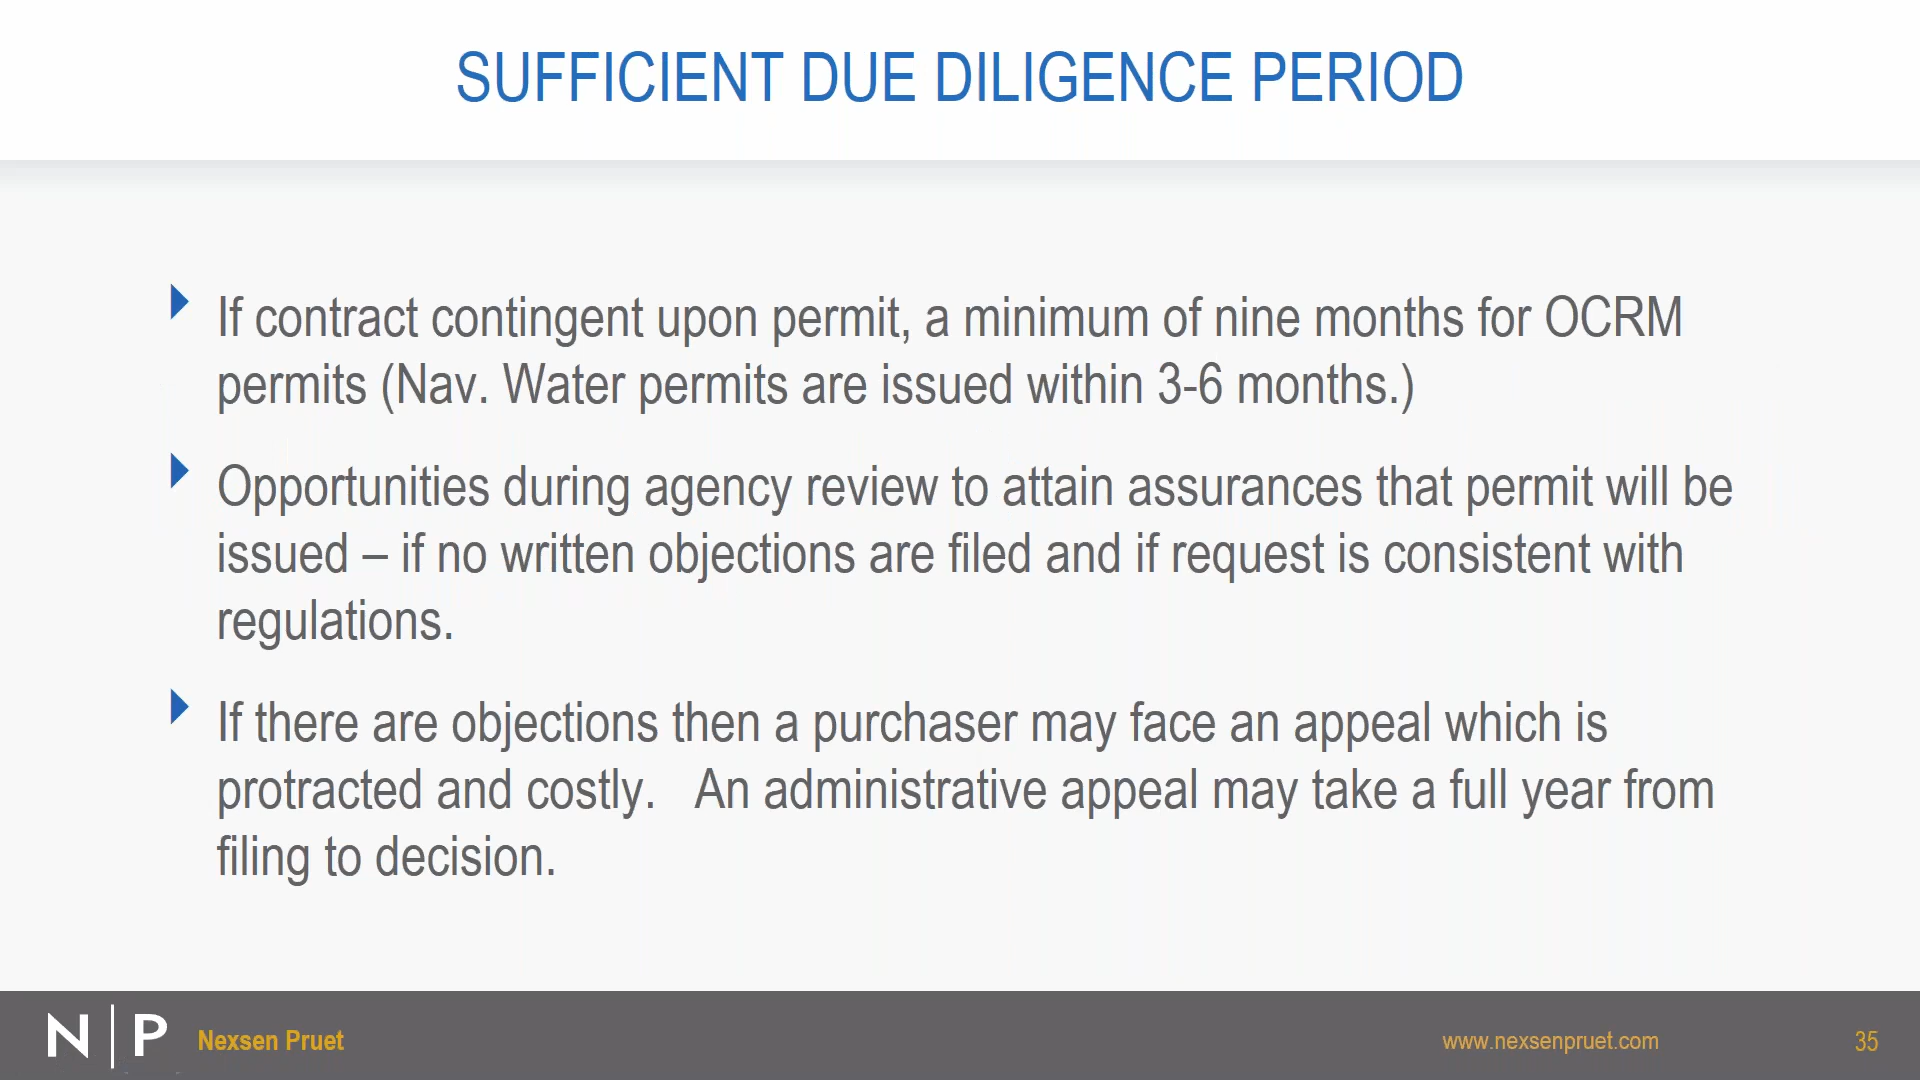 SUFFICIENT DUE DILIGENCE PERIOD
If contract contingent upon permit, a minimum of nine months for OCRM
permits (Nav. Water permits are issued within 3-6 months.)
Opportunities during agency review to attain assurances that permit will be
issued – if no written objections are filed and if request is consistent with
regulations.
If there are objections then a purchaser may face an appeal which is
protracted and costly.   An administrative appeal may take a full year from
filing to decision.
N|P Nexsen Pruet
www.nexsenpruet.com
35